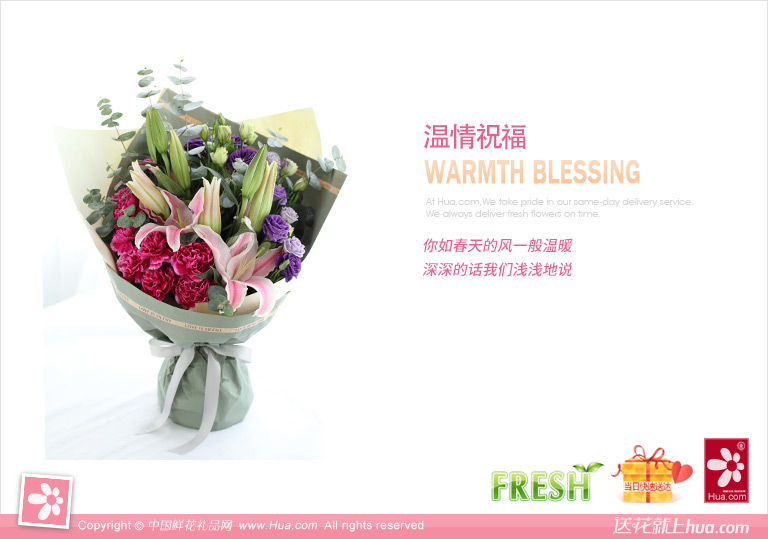 温情祝福
WARMTH BLESSING
At Hua.com,We take pride in our same-day delivery service.
We always deliver fresh flowers on time.
你如春天的风一般温暖
深深的话我们浅浅地说
FRESH
当日快速送达
Hua.com
Copyright © 中国鲜花礼品网 www.Hua.com All rights reserved
送花就上hua.com